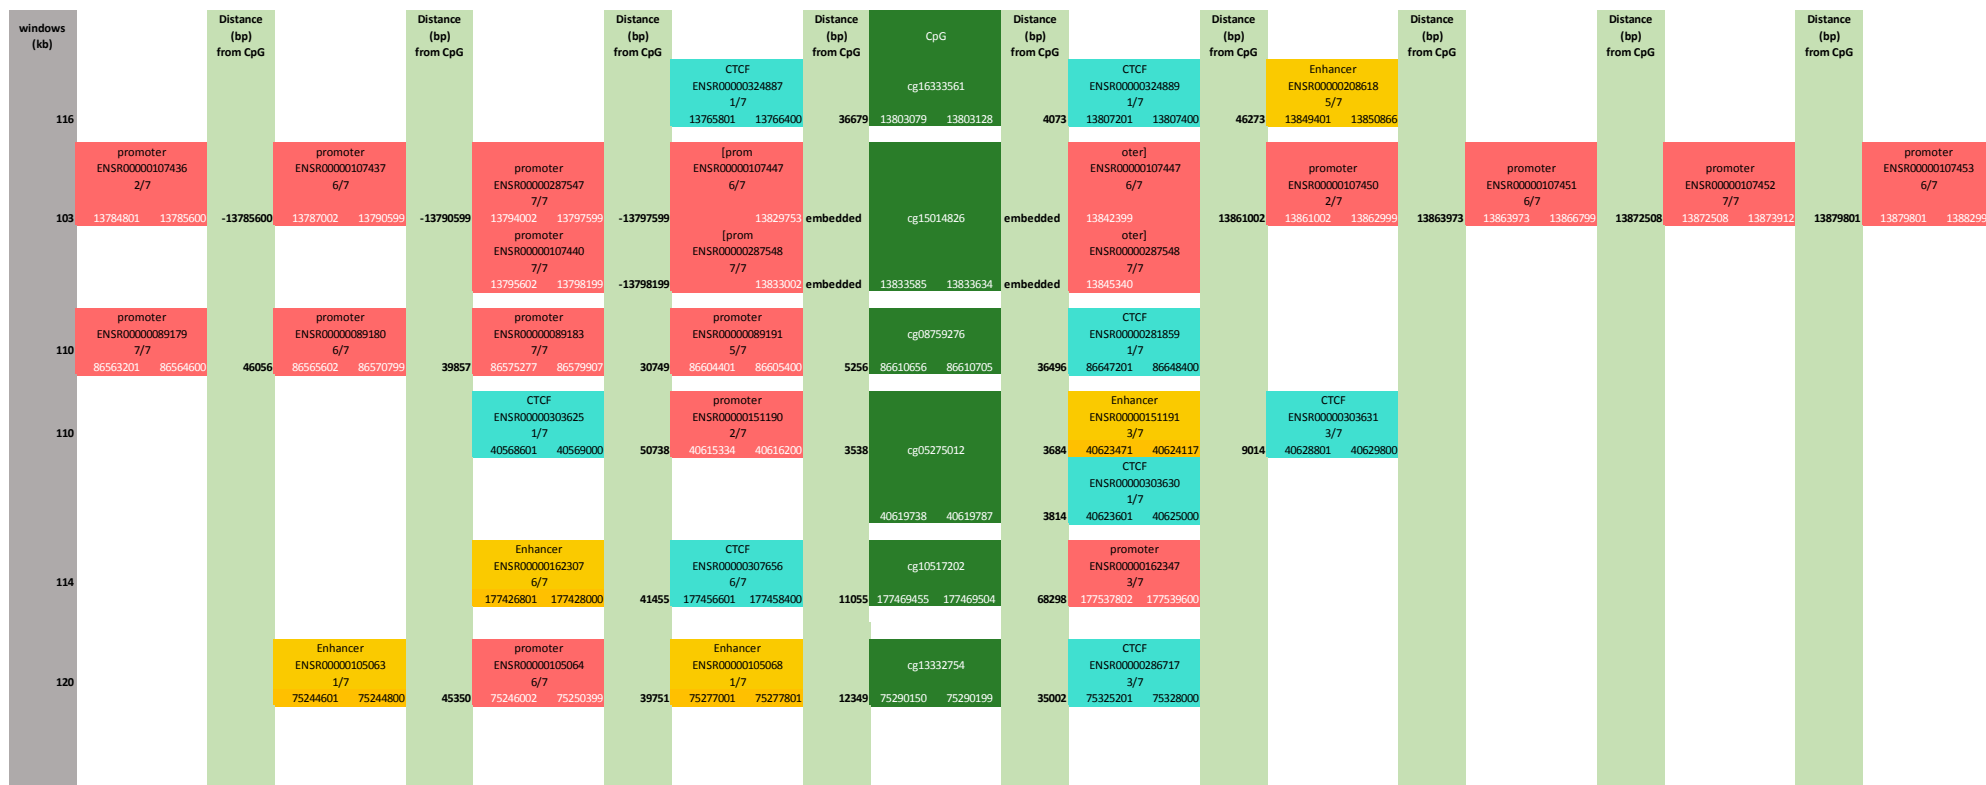 windows (kb) Distance (bp) from CpG Distance (bp) from CpG Distance (bp) from CpG Distance (bp) from CpG CpG Distance (bp) from CpG Distance (bp) from CpG Distance (bp) from CpG Distance (bp) from CpG Distance (bp) from CpG
CTCF CTCF Enhancer
ENSR00000324887 cg16333561 ENSR00000324889 ENSR00000208618
1/7 1/7 5/7
116 13765801 13766400 36679 13803079 13803128 4073 13807201 13807400 46273 13849401 13850866
promoter promoter [prom oter] promoter
ENSR00000107436 ENSR00000107437 promoter ENSR00000107447 ENSR00000107447 promoter promoter promoter ENSR00000107453
2/7 6/7 ENSR00000287547 6/7 6/7 ENSR00000107450 ENSR00000107451 ENSR00000107452 6/7
7/7 2/7 6/7 7/7
103 13784801 13785600 -13785600 13787002 13790599 -13790599 13794002 13797599 -13797599 13829753 embedded cg15014826 embedded 13842399 13861002 13861002 13862999 13863973 13863973 13866799 13872508 13872508 13873912 13879801 13879801 1388299
promoter [prom oter]
ENSR00000107440 ENSR00000287548 ENSR00000287548
7/7 7/7 7/7
13795602 13798199 -13798199 13833002 embedded 13833585 13833634 embedded 13845340
promoter promoter promoter promoter CTCF
ENSR00000089179 ENSR00000089180 ENSR00000089183 ENSR00000089191 cg08759276 ENSR00000281859
7/7 6/7 7/7 5/7 1/7
110 86563201 86564600 46056 86565602 86570799 39857 86575277 86579907 30749 86604401 86605400 5256 86610656 86610705 36496 86647201 86648400
CTCF promoter Enhancer CTCF
ENSR00000303625 ENSR00000151190 ENSR00000151191 ENSR00000303631
110 1/7 2/7 3/7 3/7
40568601 40569000 50738 40615334 40616200 3538 cg05275012 3684 40623471 40624117 9014 40628801 40629800
CTCF
ENSR00000303630
1/7
40619738 40619787 3814 40623601 40625000
Enhancer CTCF promoter
ENSR00000162307 ENSR00000307656 cg10517202 ENSR00000162347
114 6/7 6/7 3/7
177426801 177428000 41455 177456601 177458400 11055 177469455 177469504 68298 177537802 177539600
Enhancer promoter Enhancer CTCF
ENSR00000105063 ENSR00000105064 ENSR00000105068 cg13332754 ENSR00000286717
120 1/7 6/7 1/7 3/7
75244601 75244800 45350 75246002 75250399 39751 75277001 75277801 12349 75290150 75290199 35002 75325201 75328000